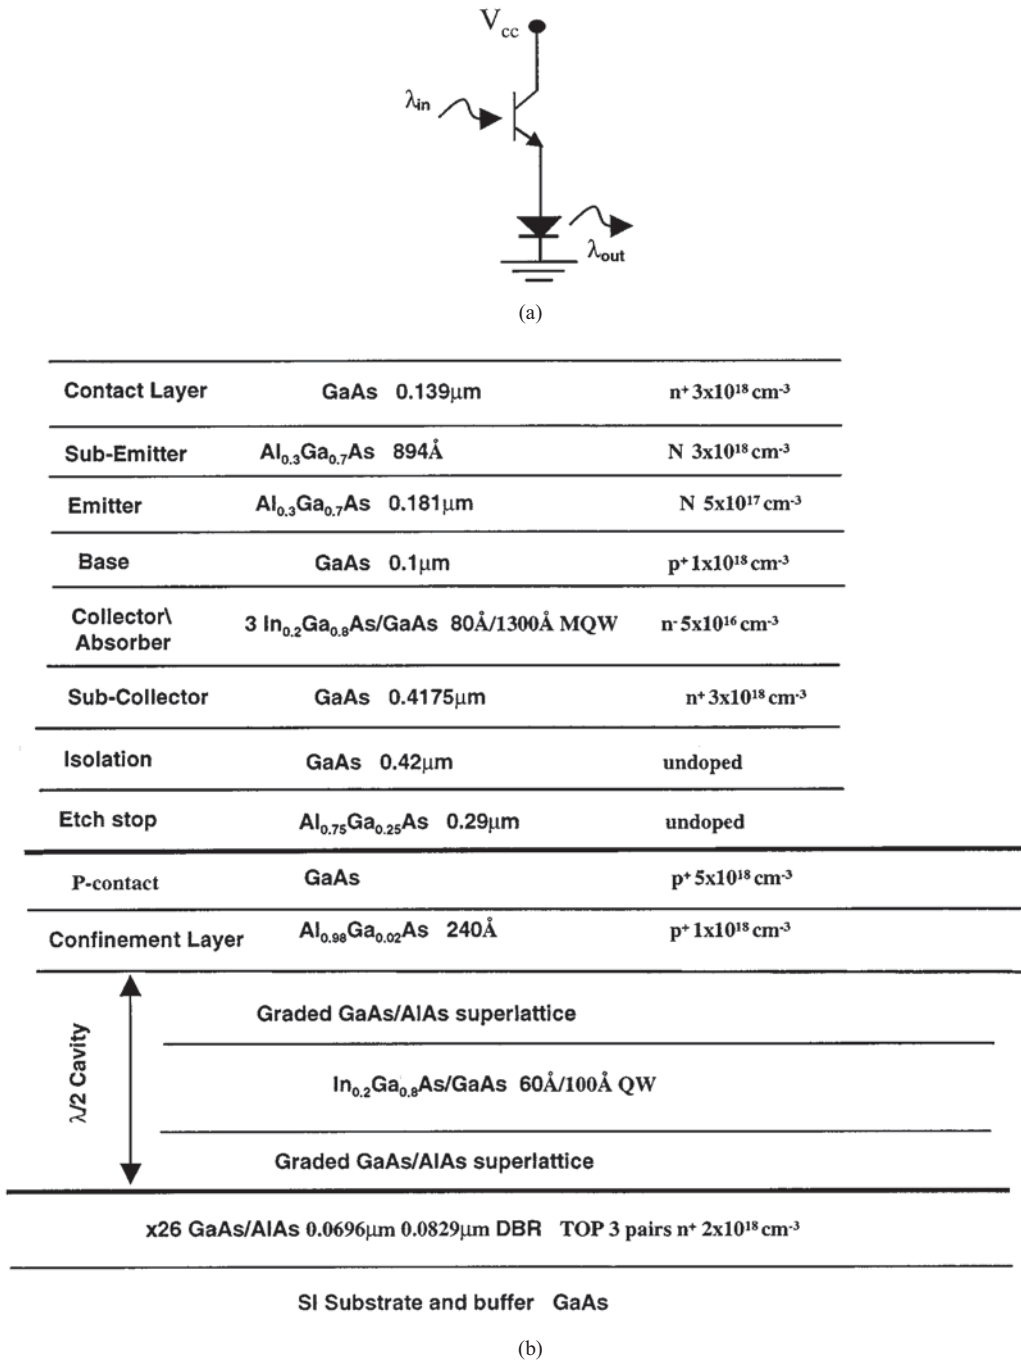 V_cc
λ_in
λ_out
(a)
Contact Layer GaAs 0.139μm n⁺ 3x10¹⁸ cm⁻³
Sub-Emitter Al₀.₃Ga₀.₇As 894Å N 3x10¹⁸ cm⁻³
Emitter Al₀.₃Ga₀.₇As 0.181μm N 5x10¹⁷ cm⁻³
Base GaAs 0.1μm p⁺ 1x10¹⁸ cm⁻³
Collector\
Absorber 3 In₀.₂Ga₀.₈As/GaAs 80Å/1300Å MQW n⁻ 5x10¹⁶ cm⁻³
Sub-Collector GaAs 0.4175μm n⁺ 3x10¹⁸ cm⁻³
Isolation GaAs 0.42μm undoped
Etch stop Al₀.₇₅Ga₀.₂₅As 0.29μm undoped
P-contact GaAs p⁺ 5x10¹⁸ cm⁻³
Confinement Layer Al₀.₉₈Ga₀.₀₂As 240Å p⁺ 1x10¹⁸ cm⁻³
λ/2 Cavity
Graded GaAs/AlAs superlattice
In₀.₂Ga₀.₈As/GaAs 60Å/100Å QW
Graded GaAs/AlAs superlattice
x26 GaAs/AlAs 0.0696μm 0.0829μm DBR TOP 3 pairs n⁺ 2x10¹⁸ cm⁻³
SI Substrate and buffer GaAs
(b)